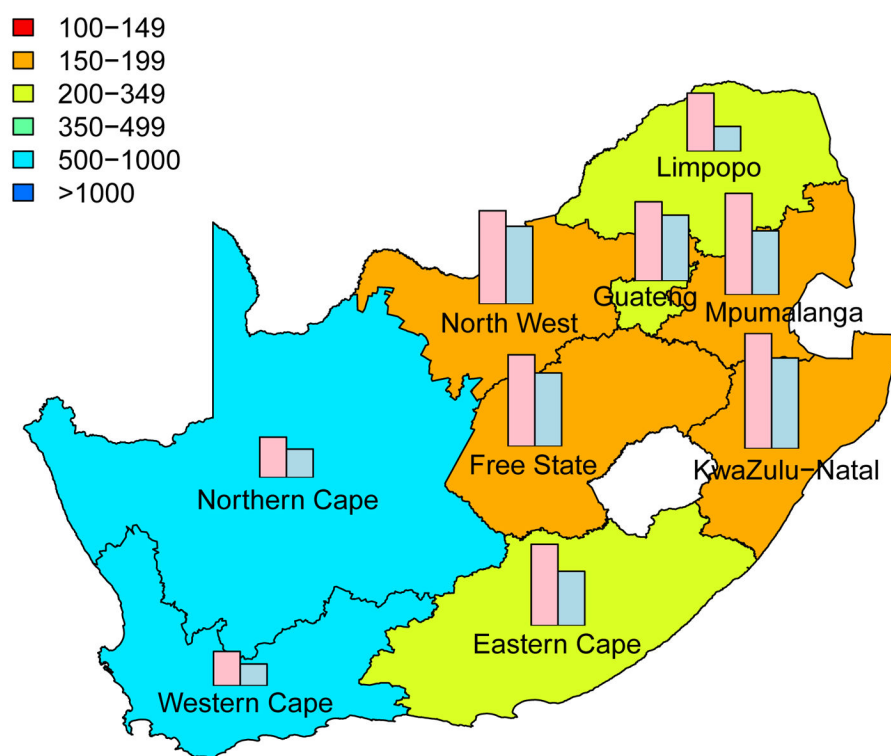 100−149
150−199
200−349
350−499
500−1000
>1000
Limpopo
Guateng
Mpumalanga
North West
Free State
KwaZulu−Natal
Northern Cape
Eastern Cape
Western Cape